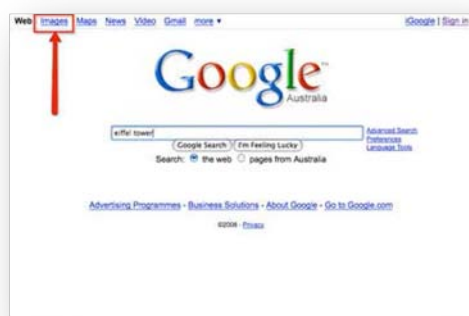 Web Images Maps News Video Gmail more ▼ iGoogle | Sign in
Google™
Australia
eiffel tower Advanced Search
Preferences
Language Tools
Google Search I'm Feeling Lucky
Search: the web pages from Australia
Advertising Programmes - Business Solutions - About Google - Go to Google.com
©2008 - Privacy